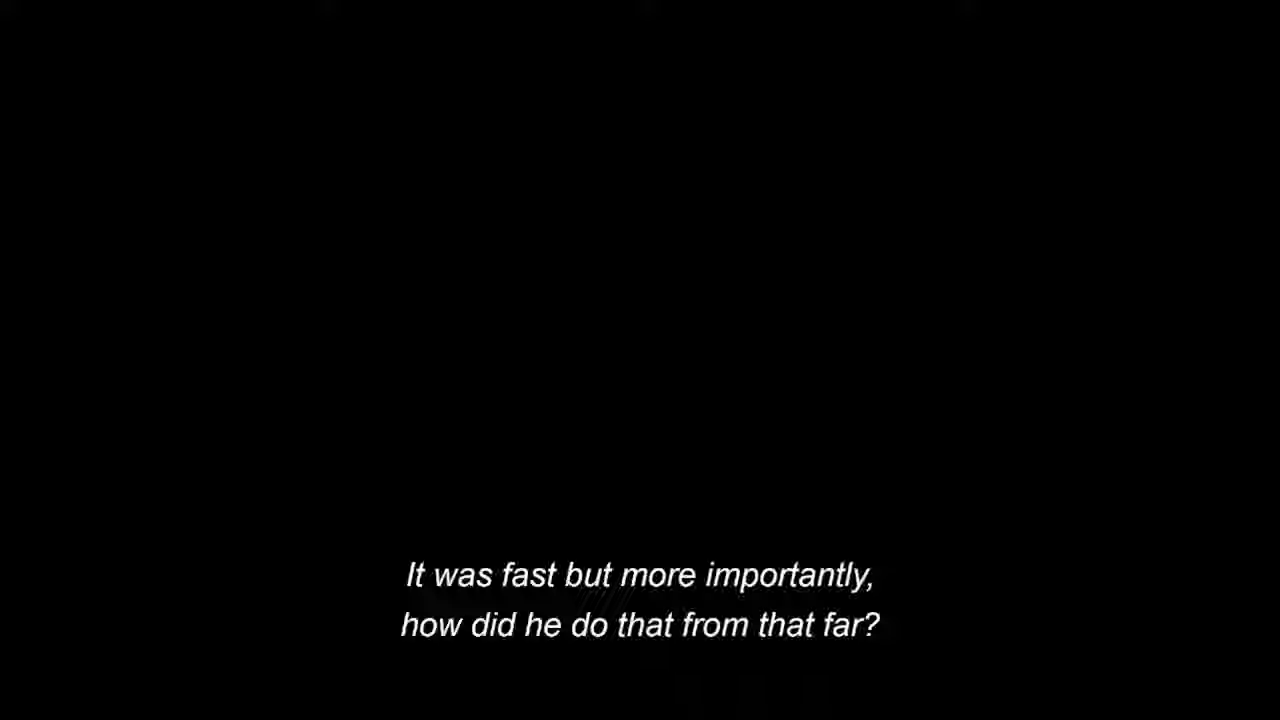 It was fast but more importantly,
how did he do that from that far?